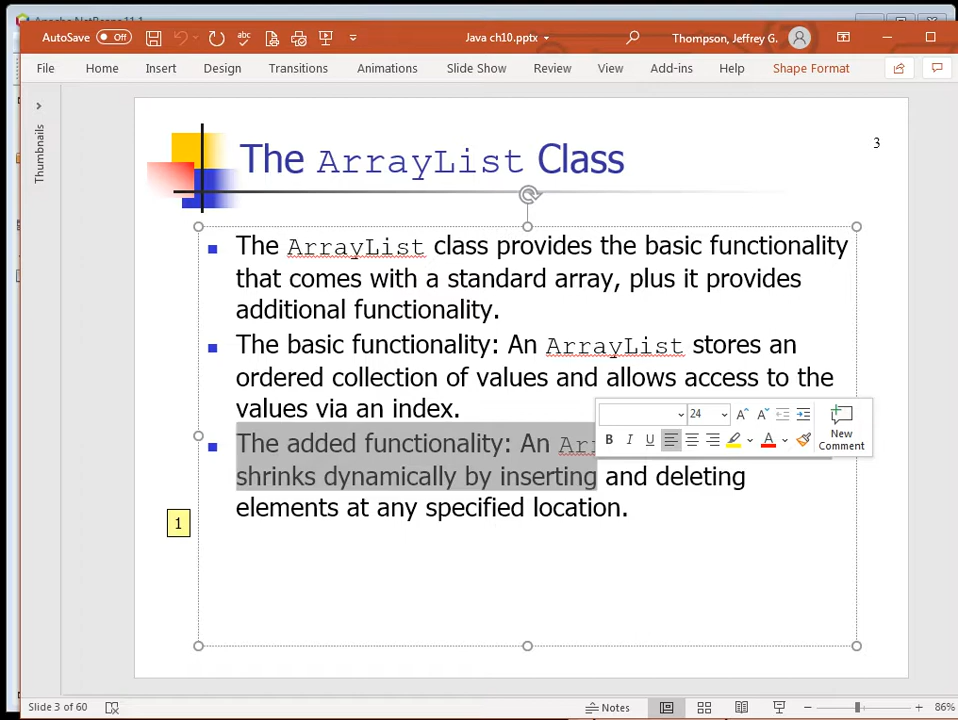 Apache NetBeans 11.1
AutoSave Off Java ch10.pptx Thompson, Jeffrey G.
File Home Insert Design Transitions Animations Slide Show Review View Add-ins Help Shape Format
Thumbnails
3
The ArrayList Class
The ArrayList class provides the basic functionality
that comes with a standard array, plus it provides
additional functionality.
The basic functionality: An ArrayList stores an
ordered collection of values and allows access to the
values via an index.
24
B I U A New
Comment
The added functionality: An
shrinks dynamically by inserting and deleting
elements at any specified location.
1
Slide 3 of 60 Notes 86%